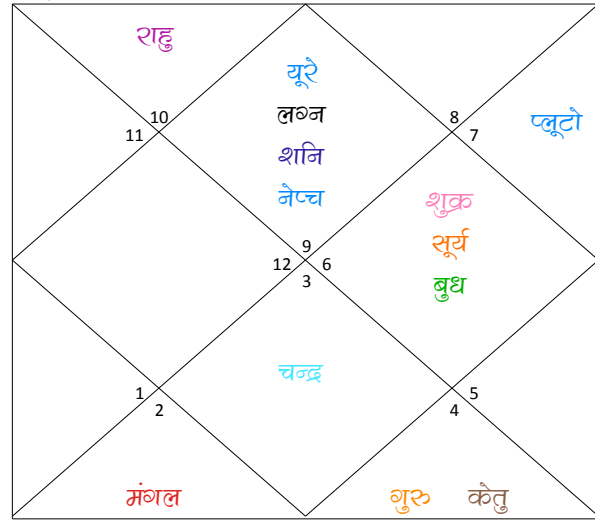 राहु
यूरे
लग्न
शनि
नेप्च
10
11
8
7
प्लूटो
शुक्र
सूर्य
बुध
9
12
6
3
चन्द्र
1
2
5
4
मंगल
गुरु केतु